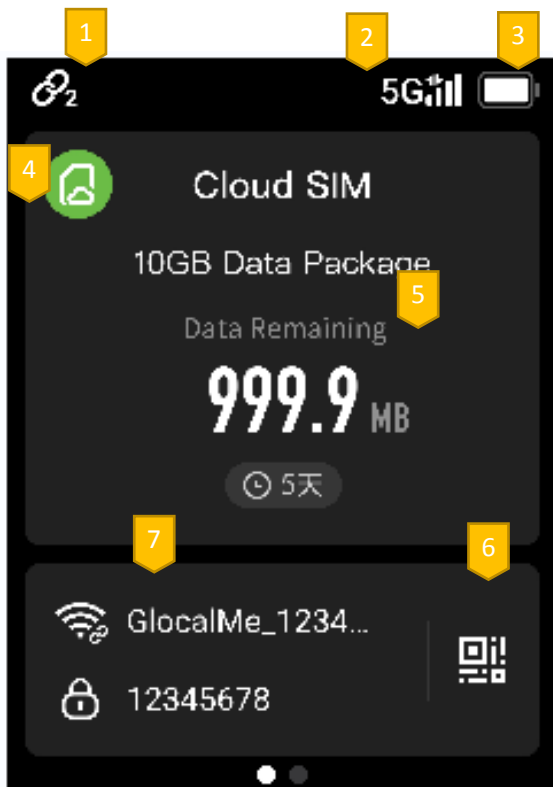 1
2
3
2
5G
4
Cloud SIM
10GB Data Package
5
Data Remaining
999.9 MB
5天
7
6
GlocalMe_1234...
12345678